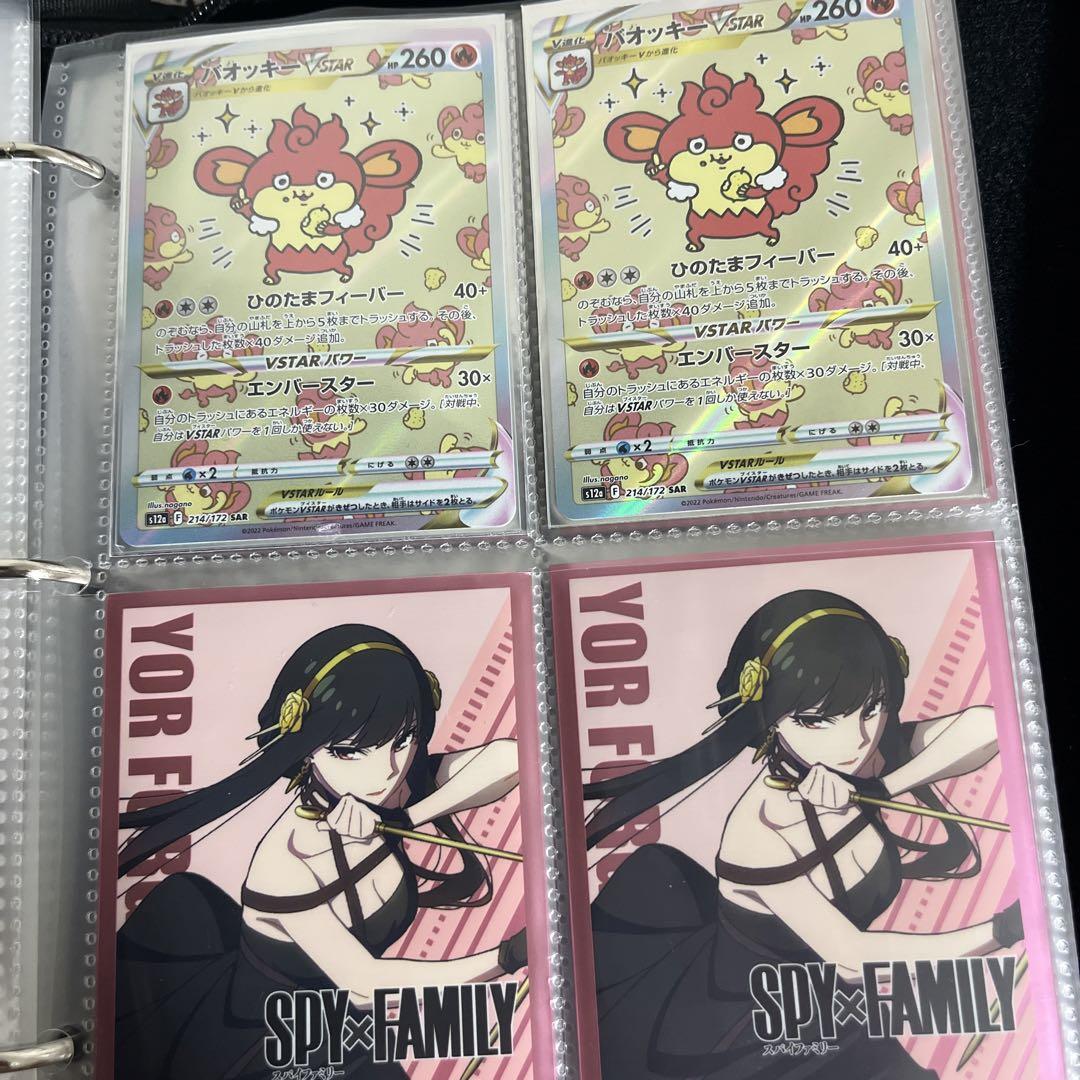 V進化
バオッキーVSTAR
HP 260
バオッキーVから進化
ひのたまフィーバー 40+
のぞむなら、自分の山札を上から5枚までトラッシュする。その後、
トラッシュした枚数×40ダメージ追加。
VSTARパワー
エンバースター 30×
自分のトラッシュにあるエネルギーの枚数×30ダメージ。[対戦中、
自分はVSTARパワーを1回しか使えない。]
弱点 ×2 抵抗力 にげる
Illus.nagano
VSTARルール
s12a F 214/172 SAR
ポケモンVSTARがきぜつしたとき、相手はサイドを2枚とる。
©2022 Pokémon/Nintendo/Creatures/GAME FREAK.
V進化
バオッキーVSTAR
HP 260
バオッキーVから進化
ひのたまフィーバー 40+
のぞむなら、自分の山札を上から5枚までトラッシュする。その後、
トラッシュした枚数×40ダメージ追加。
VSTARパワー
エンバースター 30×
自分のトラッシュにあるエネルギーの枚数×30ダメージ。[対戦中、
自分はVSTARパワーを1回しか使えない。]
弱点 ×2 抵抗力 にげる
Illus.nagano
VSTARルール
s12a F 214/172 SAR
ポケモンVSTARがきぜつしたとき、相手はサイドを2枚とる。
©2022 Pokémon/Nintendo/Creatures/GAME FREAK.
YOR FO
SPY×FAMILY
スパイファミリー
YOR F
SPY×FAMILY
スパイファミリー